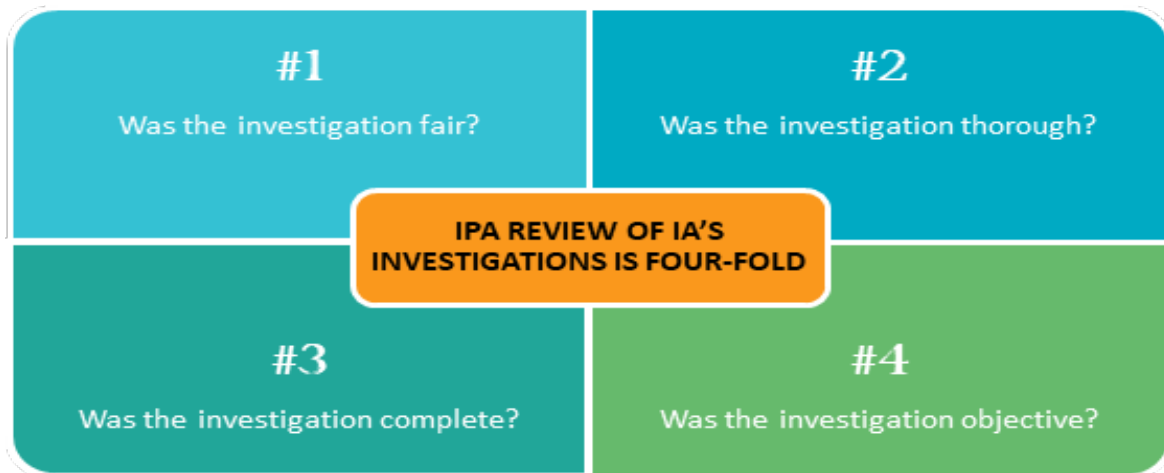 #1
Was the investigation fair?
#2
Was the investigation thorough?
IPA REVIEW OF IA’S
INVESTIGATIONS IS FOUR-FOLD
#3
Was the investigation complete?
#4
Was the investigation objective?